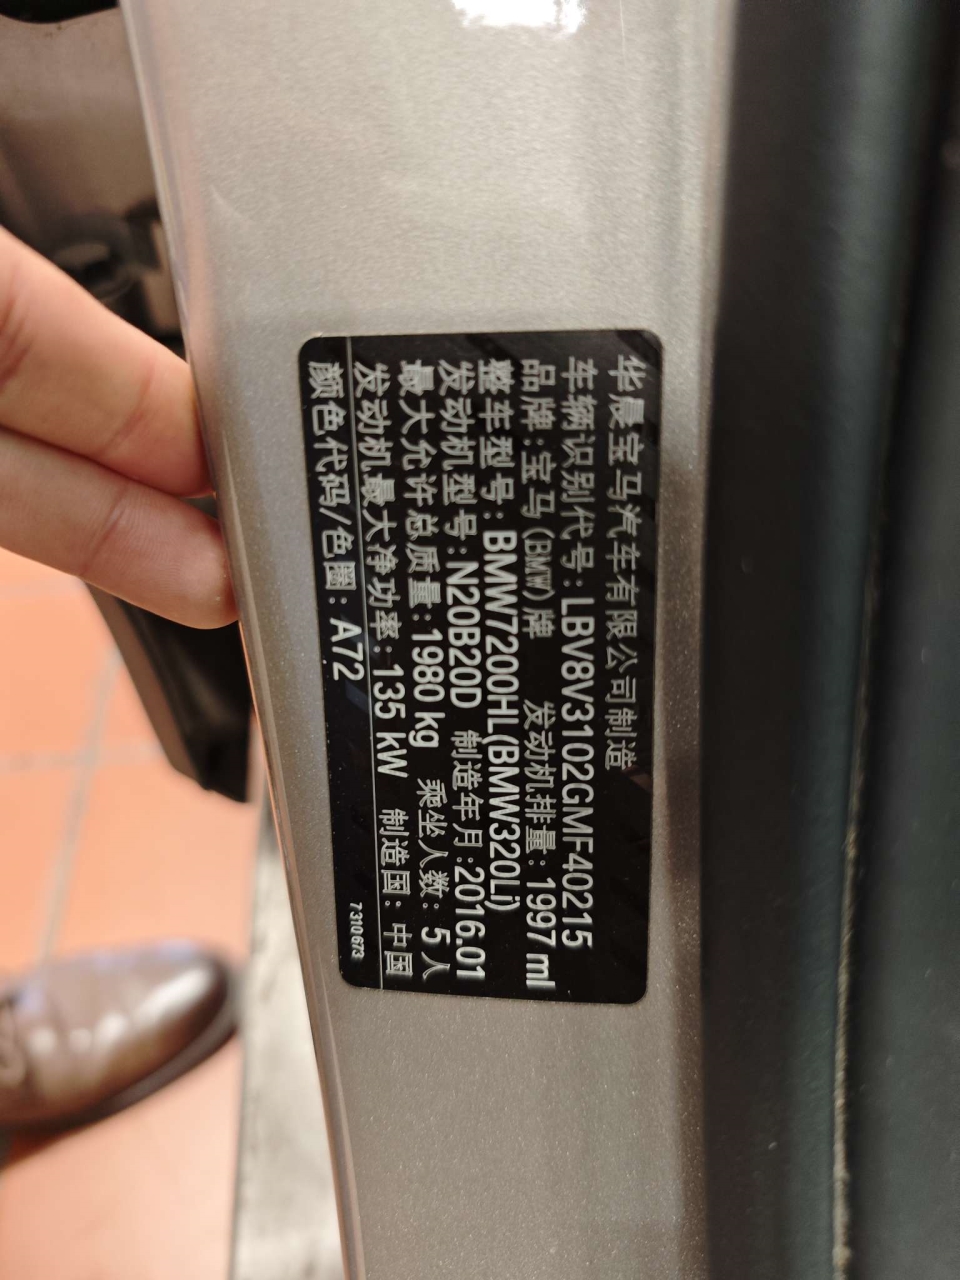 华晨宝马汽车有限公司制造
车辆识别代号:LBV8V3102GMF40215
品牌:宝马(BMW)牌 发动机排量:1997 ml
整车型号:BMW7200HL(BMW320Li)
发动机型号:N20B20D 制造年月:2016.01
最大允许总质量:1980 kg 乘坐人数:5人
发动机最大净功率:135 kW 制造国:中国
颜色代码/色圈:A72 7310673